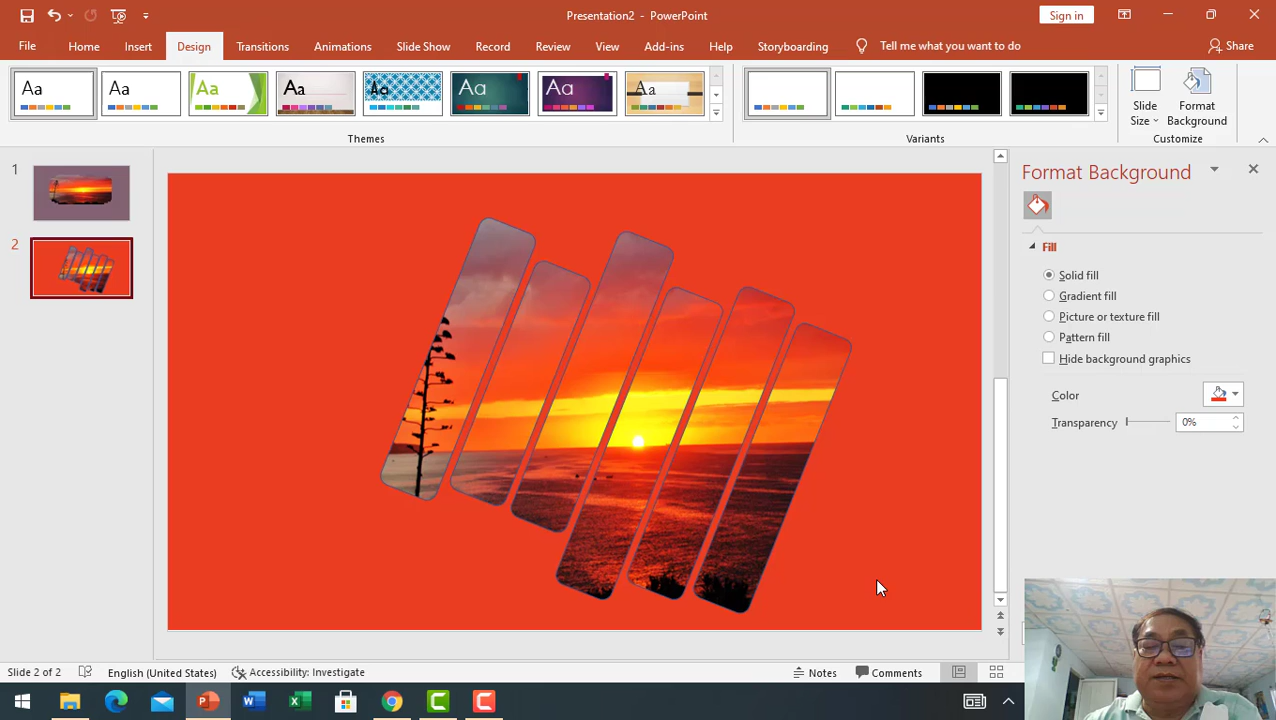 Presentation2 - PowerPoint
Sign in
File Home Insert Design Transitions Animations Slide Show Record Review View Add-ins Help Storyboarding Tell me what you want to do Share
Aa Aa Aa Aa Aa Aa Aa Aa
Slide Size
Format Background
Themes
Variants
Customize
1
2
Format Background
Fill
Solid fill
Gradient fill
Picture or texture fill
Pattern fill
Hide background graphics
Color
Transparency 0%
Slide 2 of 2 English (United States) Accessibility: Investigate Notes Comments